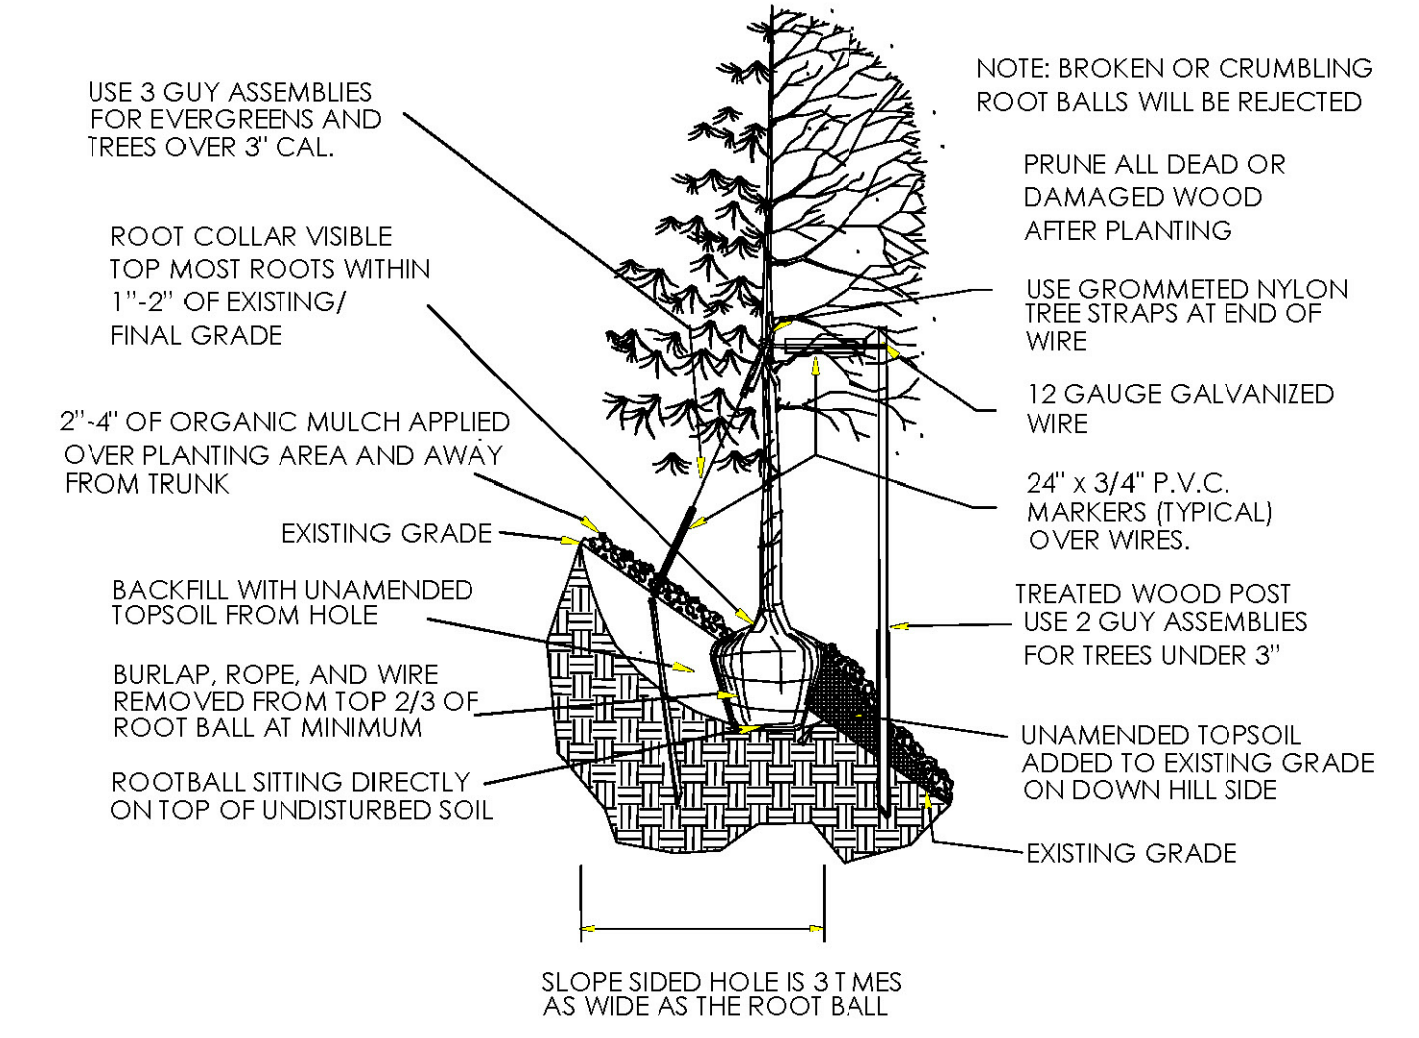 USE 3 GUY ASSEMBLIES
FOR EVERGREENS AND
TREES OVER 3" CAL.
ROOT COLLAR VISIBLE
TOP MOST ROOTS WITHIN
1"-2" OF EXISTING/
FINAL GRADE
2"-4" OF ORGANIC MULCH APPLIED
OVER PLANTING AREA AND AWAY
FROM TRUNK
EXISTING GRADE
BACKFILL WITH UNAMENDED
TOPSOIL FROM HOLE
BURLAP, ROPE, AND WIRE
REMOVED FROM TOP 2/3 OF
ROOT BALL AT MINIMUM
ROOTBALL SITTING DIRECTLY
ON TOP OF UNDISTURBED SOIL
NOTE: BROKEN OR CRUMBLING
ROOT BALLS WILL BE REJECTED
PRUNE ALL DEAD OR
DAMAGED WOOD
AFTER PLANTING
USE GROMMETED NYLON
TREE STRAPS AT END OF
WIRE
12 GAUGE GALVANIZED
WIRE
24" x 3/4" P.V.C.
MARKERS (TYPICAL)
OVER WIRES.
TREATED WOOD POST
USE 2 GUY ASSEMBLIES
FOR TREES UNDER 3"
UNAMENDED TOPSOIL
ADDED TO EXISTING GRADE
ON DOWN HILL SIDE
EXISTING GRADE
SLOPE SIDED HOLE IS 3 T MES
AS WIDE AS THE ROOT BALL